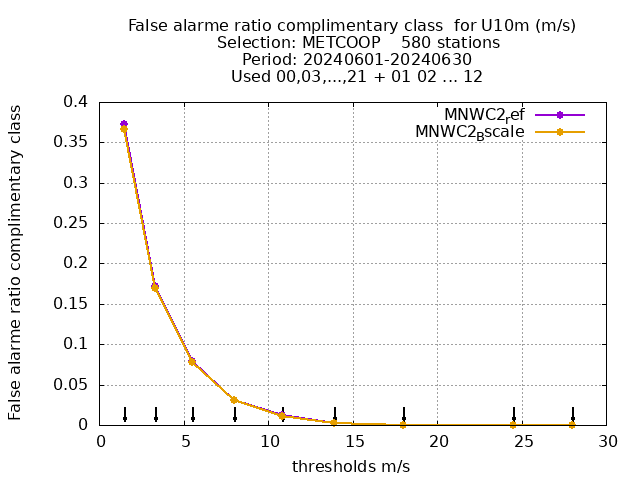 False alarme ratio complimentary class  for U10m (m/s)
Selection: METCOOP    580 stations
Period: 20240601-20240630
Used 00,03,...,21 + 01 02 ... 12
MNWC2ref
MNWC2Bscale
False alarme ratio complimentary class
0.4
0.35
0.3
0.25
0.2
0.15
0.1
0.05
0
0 5 10 15 20 25 30
thresholds m/s